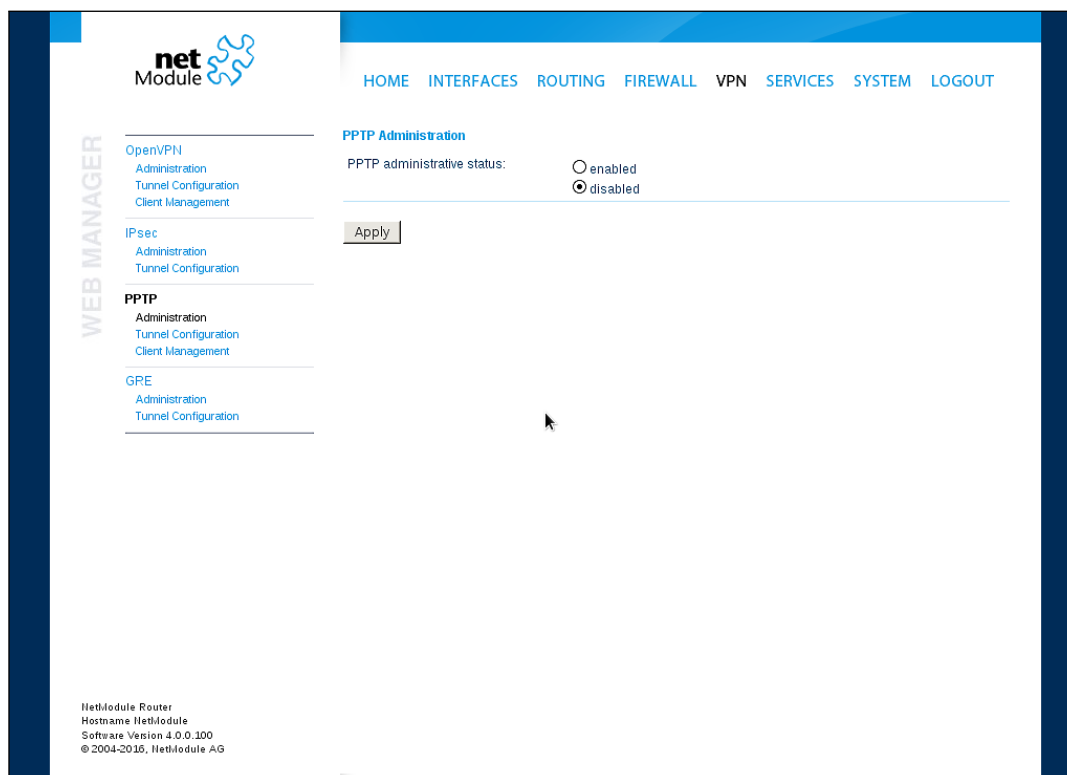 net
Module
HOME INTERFACES ROUTING FIREWALL VPN SERVICES SYSTEM LOGOUT
WEB MANAGER
OpenVPN
Administration
Tunnel Configuration
Client Management
IPsec
Administration
Tunnel Configuration
PPTP
Administration
Tunnel Configuration
Client Management
GRE
Administration
Tunnel Configuration
PPTP Administration
PPTP administrative status:
enabled
disabled
Apply
NetModule Router
Hostname NetModule
Software Version 4.0.0.100
© 2004-2016, NetModule AG